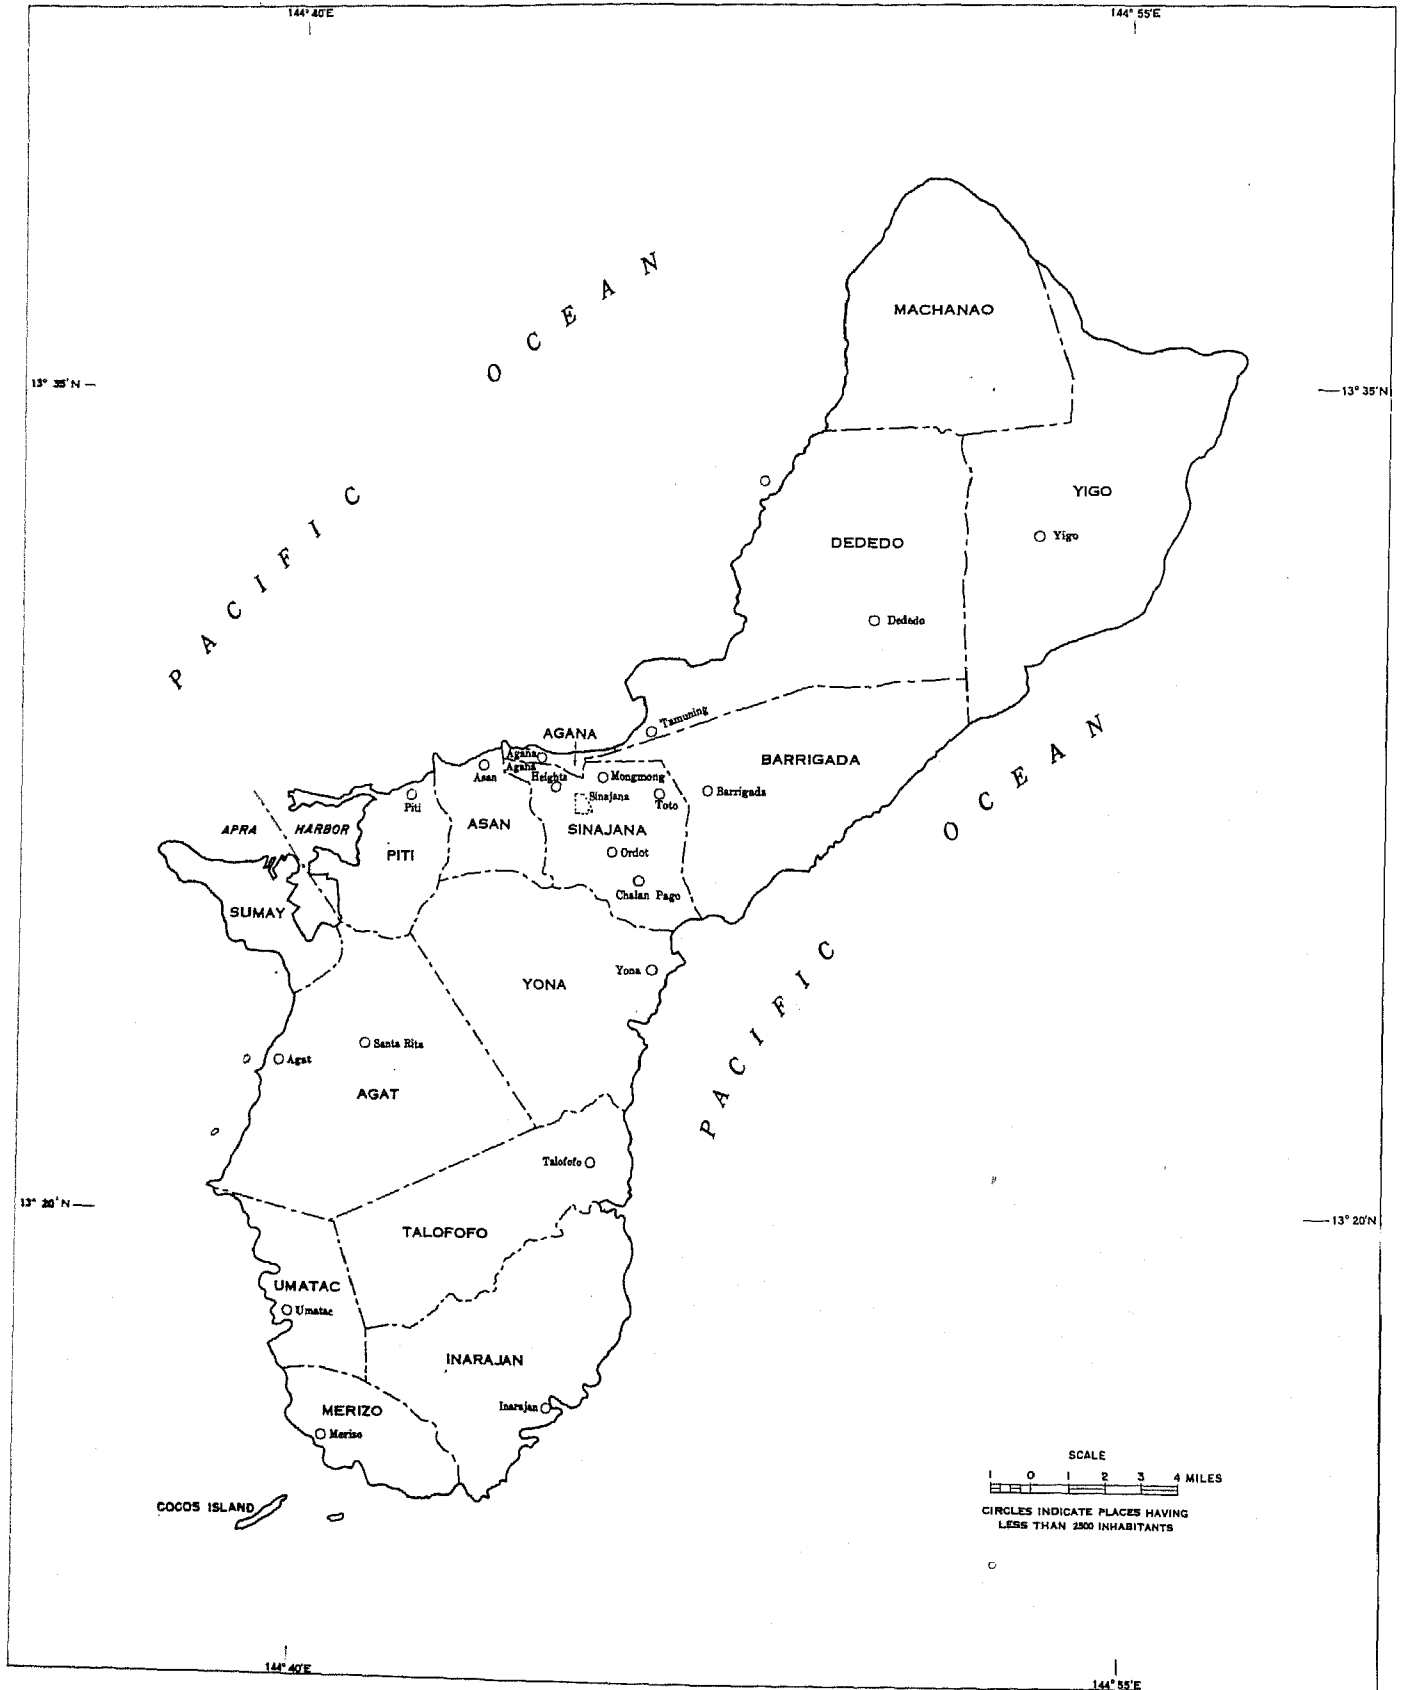 144° 40'E
144° 55'E
PACIFIC OCEAN
MACHANAO
13° 35'N
13° 35'N
YIGO
Yigo
DEDEDO
Dededo
Tamuning
AGANA
Agana
Agana
Heights
Asan
Mongmong
BARRIGADA
Barrigada
Sinajana
Toto
Piti
APRA HARBOR
ASAN
SINAJANA
PITI
Ordot
Chalan Pago
SUMAY
PACIFIC OCEAN
Yona
YONA
Santa Rita
Agat
AGAT
Talofofo
13° 20'N
13° 20'N
TALOFOFO
UMATAC
Umatac
INARAJAN
Inarajan
MERIZO
Merizo
COCOS ISLAND
SCALE
1 0 1 2 3 4 MILES
CIRCLES INDICATE PLACES HAVING
LESS THAN 2500 INHABITANTS
144° 40'E
144° 55'E